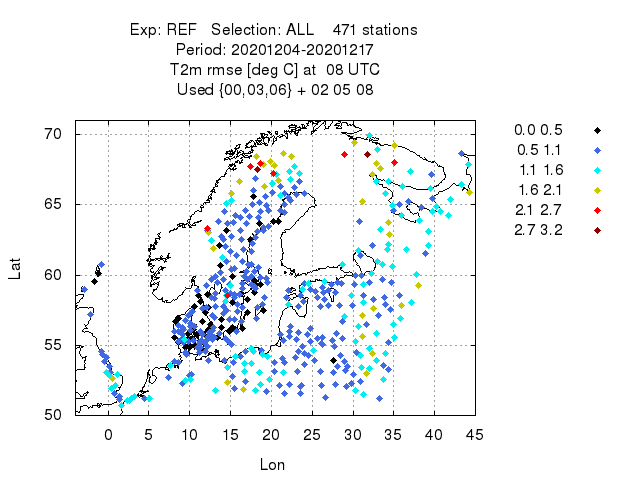 Exp: REF   Selection: ALL    471 stations
Period: 20201204-20201217
T2m rmse [deg C] at  08 UTC
Used {00,03,06} + 02 05 08
0.0 0.5
0.5 1.1
1.1 1.6
1.6 2.1
2.1 2.7
2.7 3.2
70
65
60
55
50
Lat
0 5 10 15 20 25 30 35 40 45
Lon